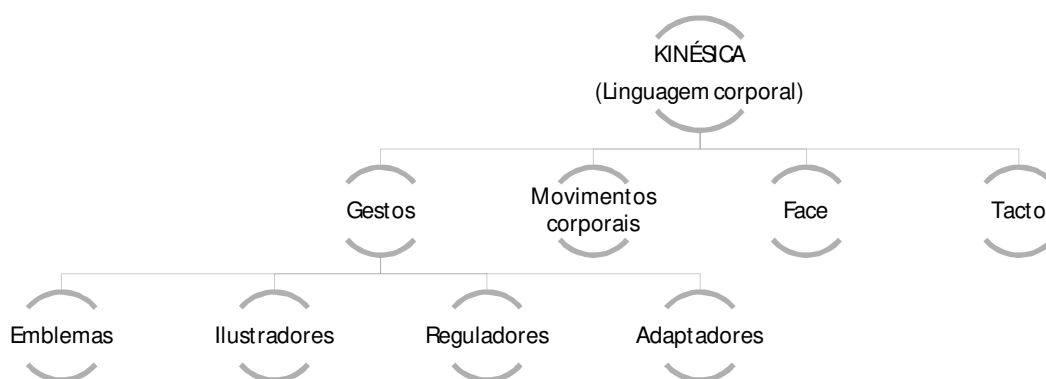 KINÉSICA
(Linguagem corporal)
Gestos
Movimentos
corporais
Face
Tacto
Emblemas
Ilustradores
Reguladores
Adaptadores